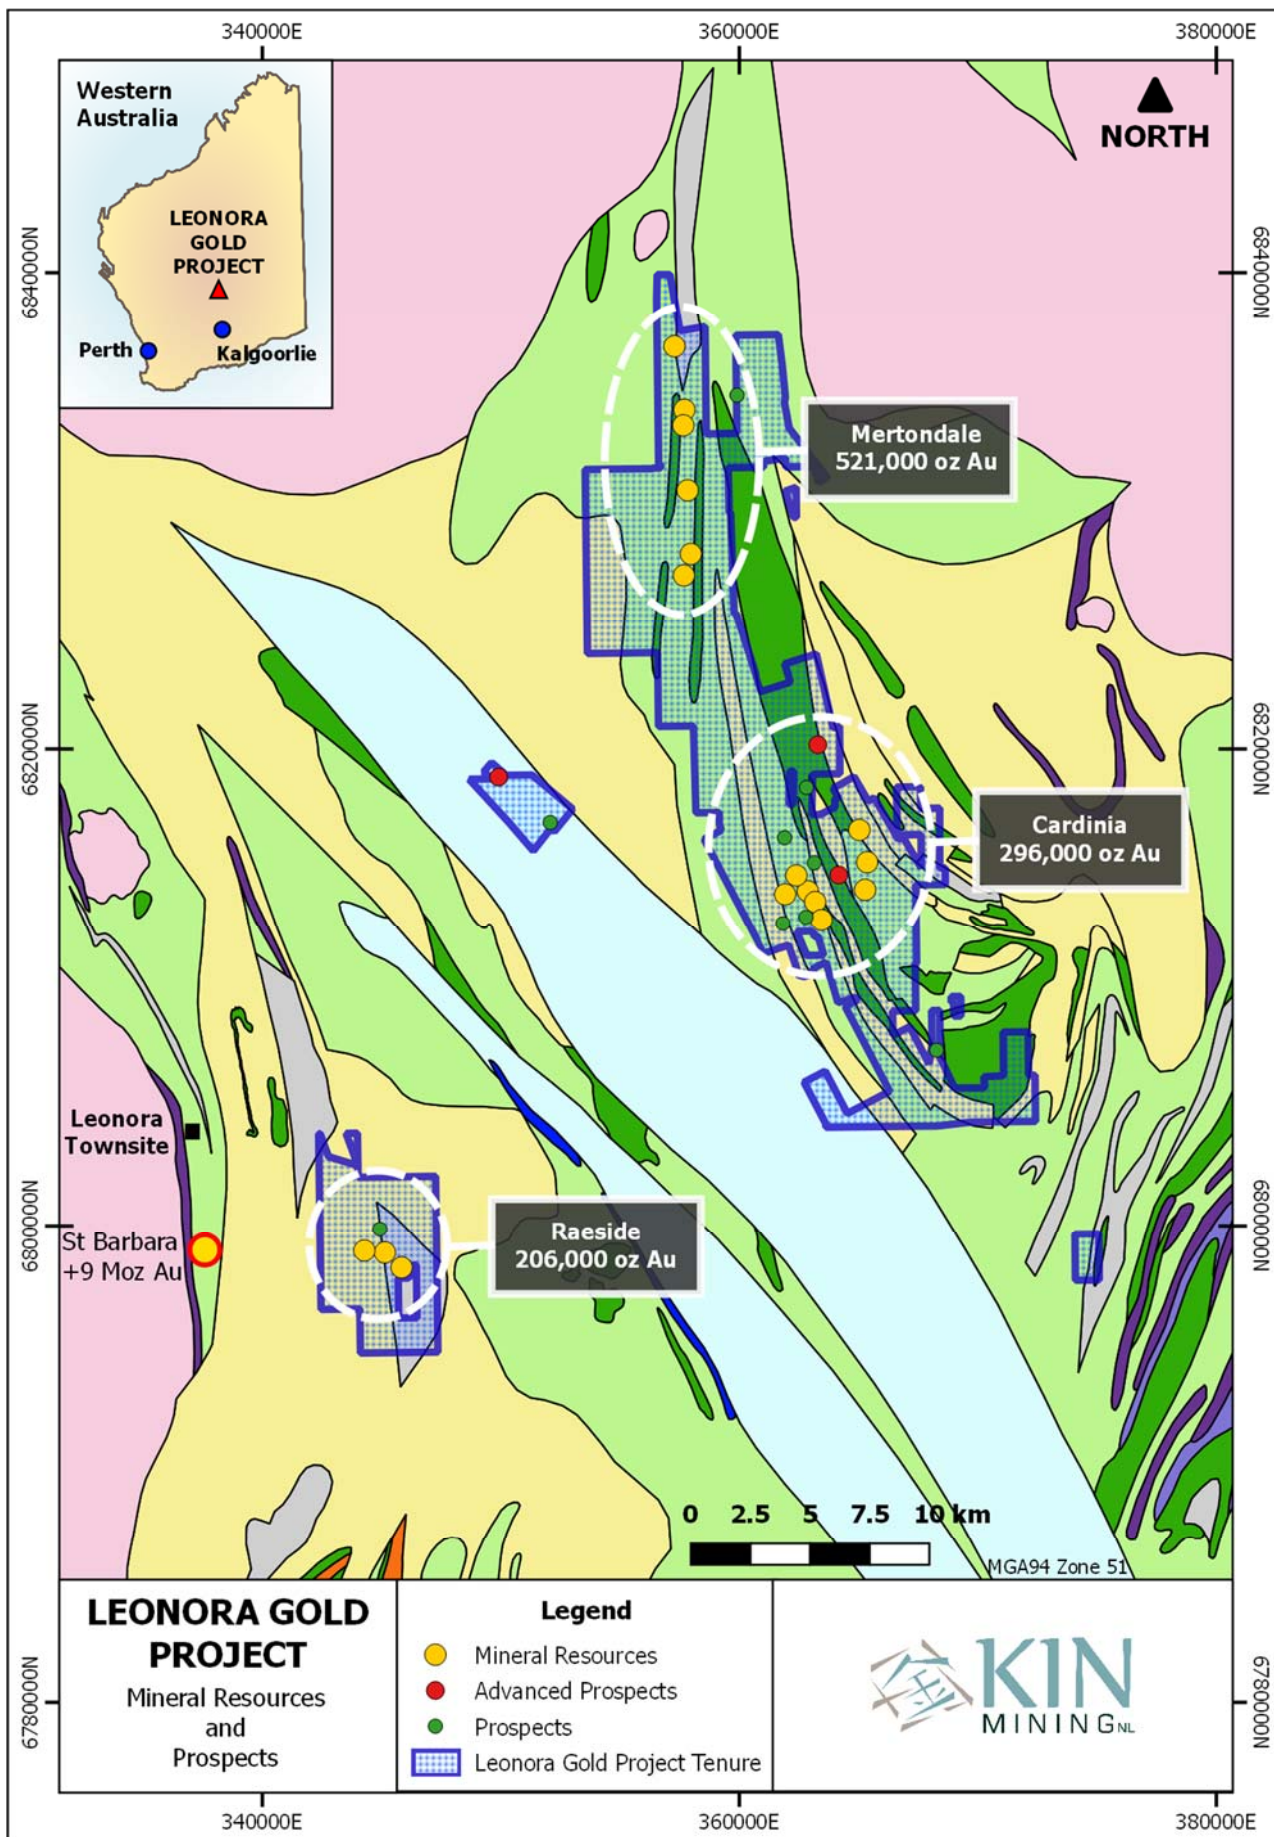 340000E
360000E
380000E
Western
Australia
LEONORA
GOLD
PROJECT
Perth
Kalgoorlie
NORTH
6840000N
6840000N
Mertondale
521,000 oz Au
6820000N
6820000N
Cardinia
296,000 oz Au
Leonora
Townsite
St Barbara
+9 Moz Au
6800000N
6800000N
Raeside
206,000 oz Au
0 2.5 5 7.5 10 km
MGA94 Zone 51
LEONORA GOLD
PROJECT
Mineral Resources
and
Prospects
Legend
Mineral Resources
Advanced Prospects
Prospects
Leonora Gold Project Tenure
金
KIN
MINING NL
6780000N
6780000N
340000E
360000E
380000E